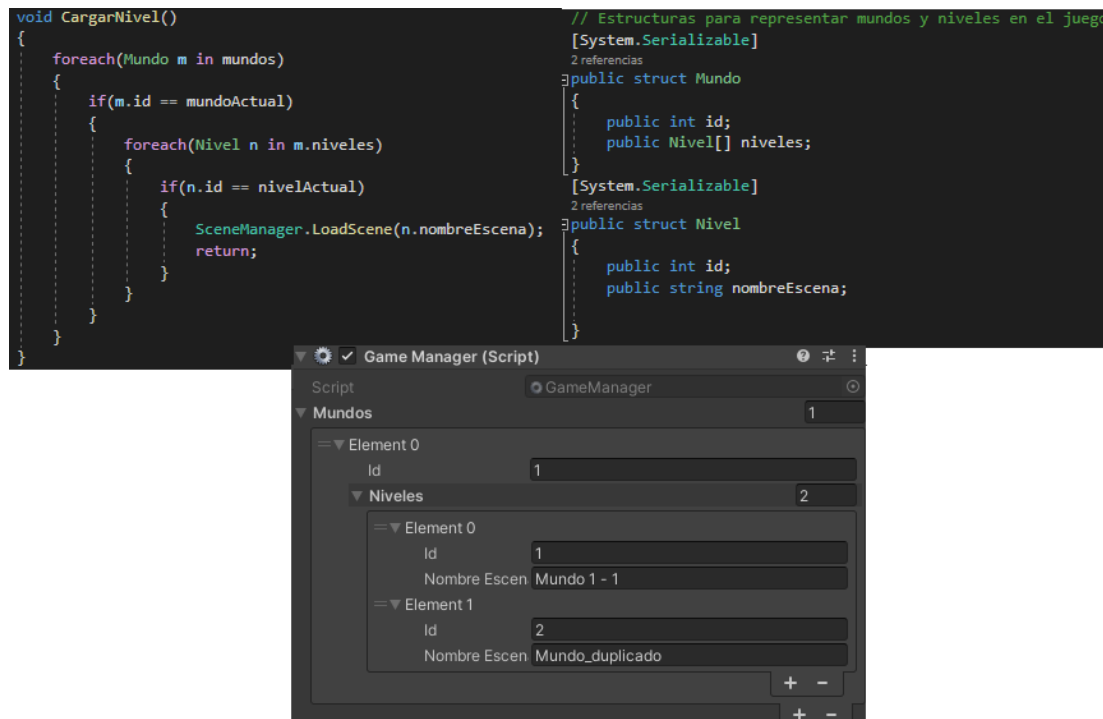 void CargarNivel()
{
foreach(Mundo m in mundos)
{
if(m.id == mundoActual)
{
foreach(Nivel n in m.niveles)
{
if(n.id == nivelActual)
{
SceneManager.LoadScene(n.nombreEscena);
return;
}
}
}
}
}
// Estructuras para representar mundos y niveles en el juego
[System.Serializable]
2 referencias
public struct Mundo
{
public int id;
public Nivel[] niveles;
}
[System.Serializable]
2 referencias
public struct Nivel
{
public int id;
public string nombreEscena;
}
Game Manager (Script)
Script GameManager
Mundos 1
Element 0
Id 1
Niveles 2
Element 0
Id 1
Nombre Escen Mundo 1 - 1
Element 1
Id 2
Nombre Escen Mundo_duplicado
+ -
+ -